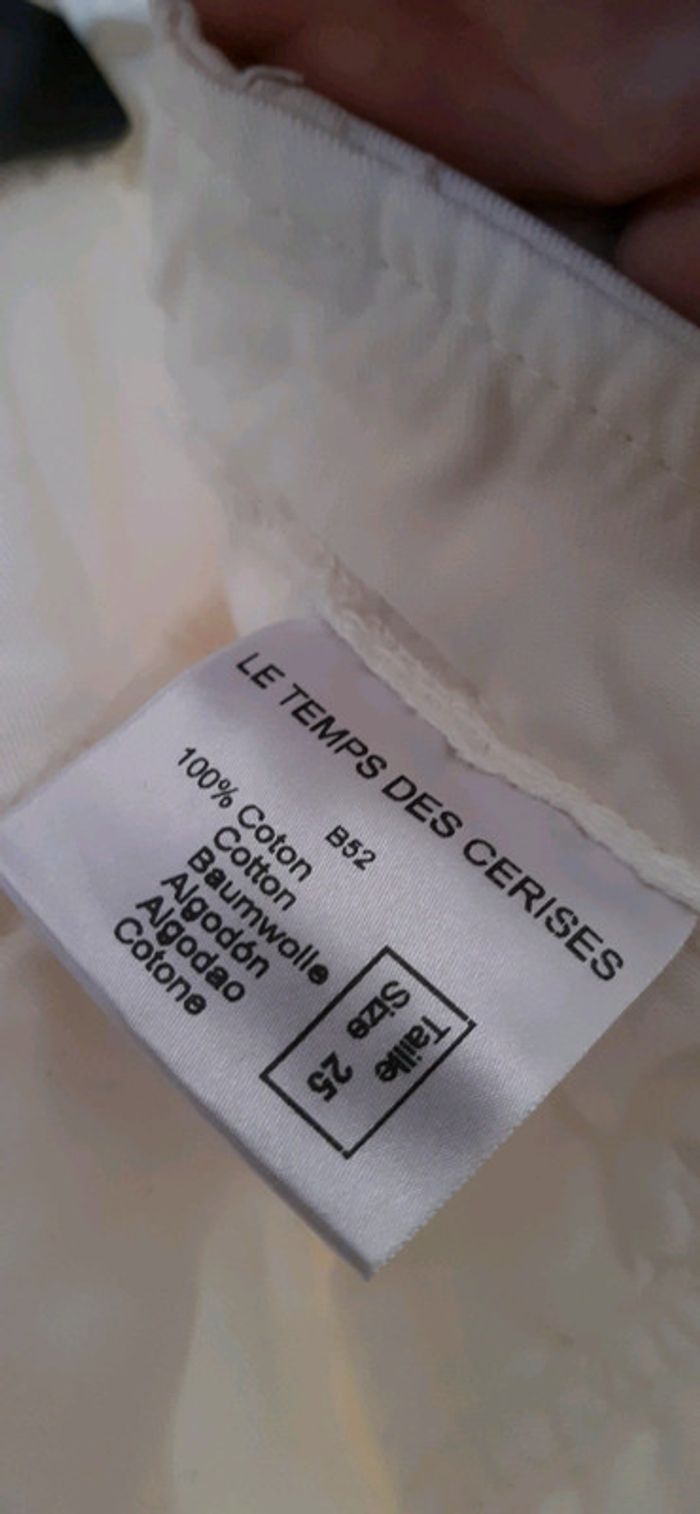 LE TEMPS DES CERISES
B52
100% Coton
Cotton
Baumwolle
Algodón
Algodao
Cotone
Taille
Size 25